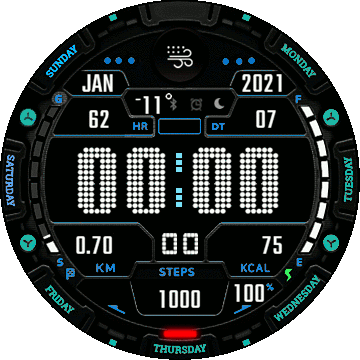 SUNDAY
MONDAY
JAN
2021
-11°
G
F
62
HR
DT
07
SATURDAY
TUESDAY
00:00
0.70
00
75
S
P
KM
STEPS
KCAL
E
1000
100%
FRIDAY
WEDNESDAY
THURSDAY